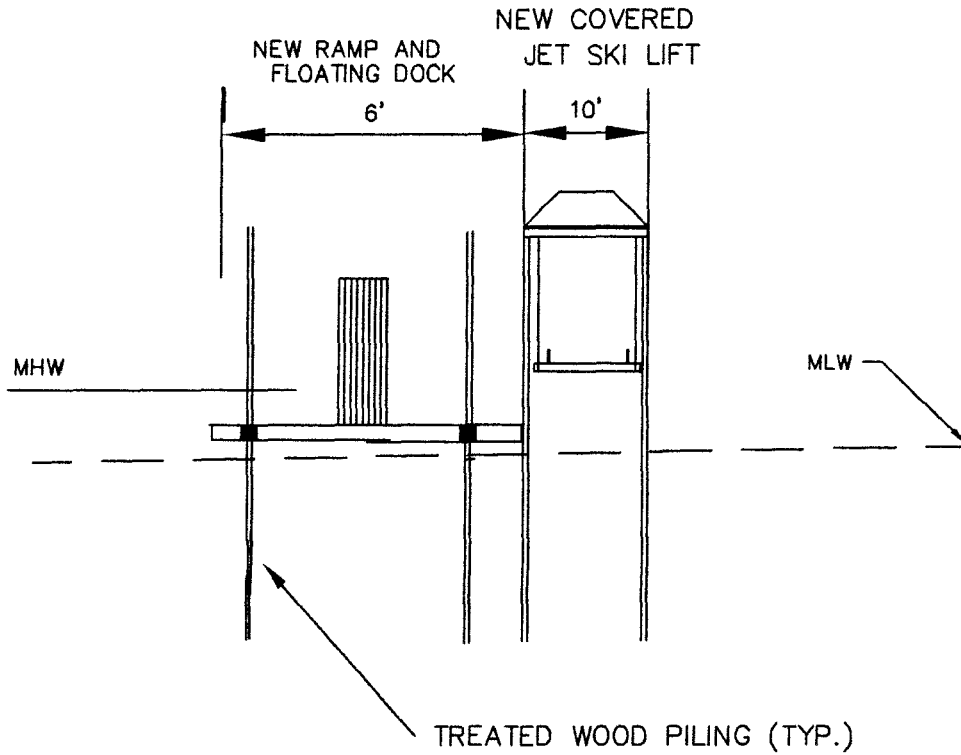 NEW RAMP AND
FLOATING DOCK
6'
NEW COVERED
JET SKI LIFT
10'
MHW
MLW
TREATED WOOD PILING (TYP.)